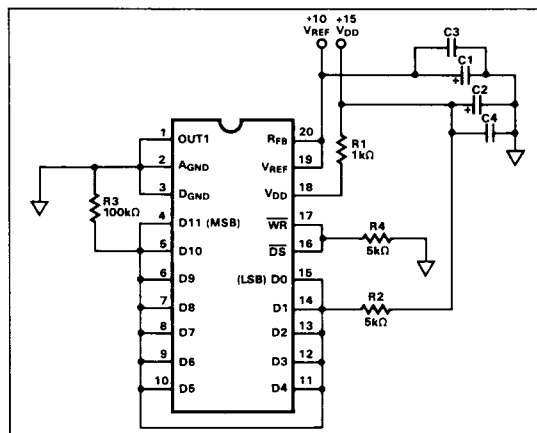 +10 +15
VREF VDD
C3
C1
+
C2
+
C4
R1
1kΩ
1 OUT1 RFB 20
2 AGND VREF 19
3 DGND VDD 18
R3
100kΩ
4 D11 (MSB) WR 17
5 D10 DS 16
6 D9 (LSB) D0 15
7 D8 D1 14
8 D7 D2 13
9 D6 D3 12
10 D5 D4 11
R4
5kΩ
R2
5kΩ